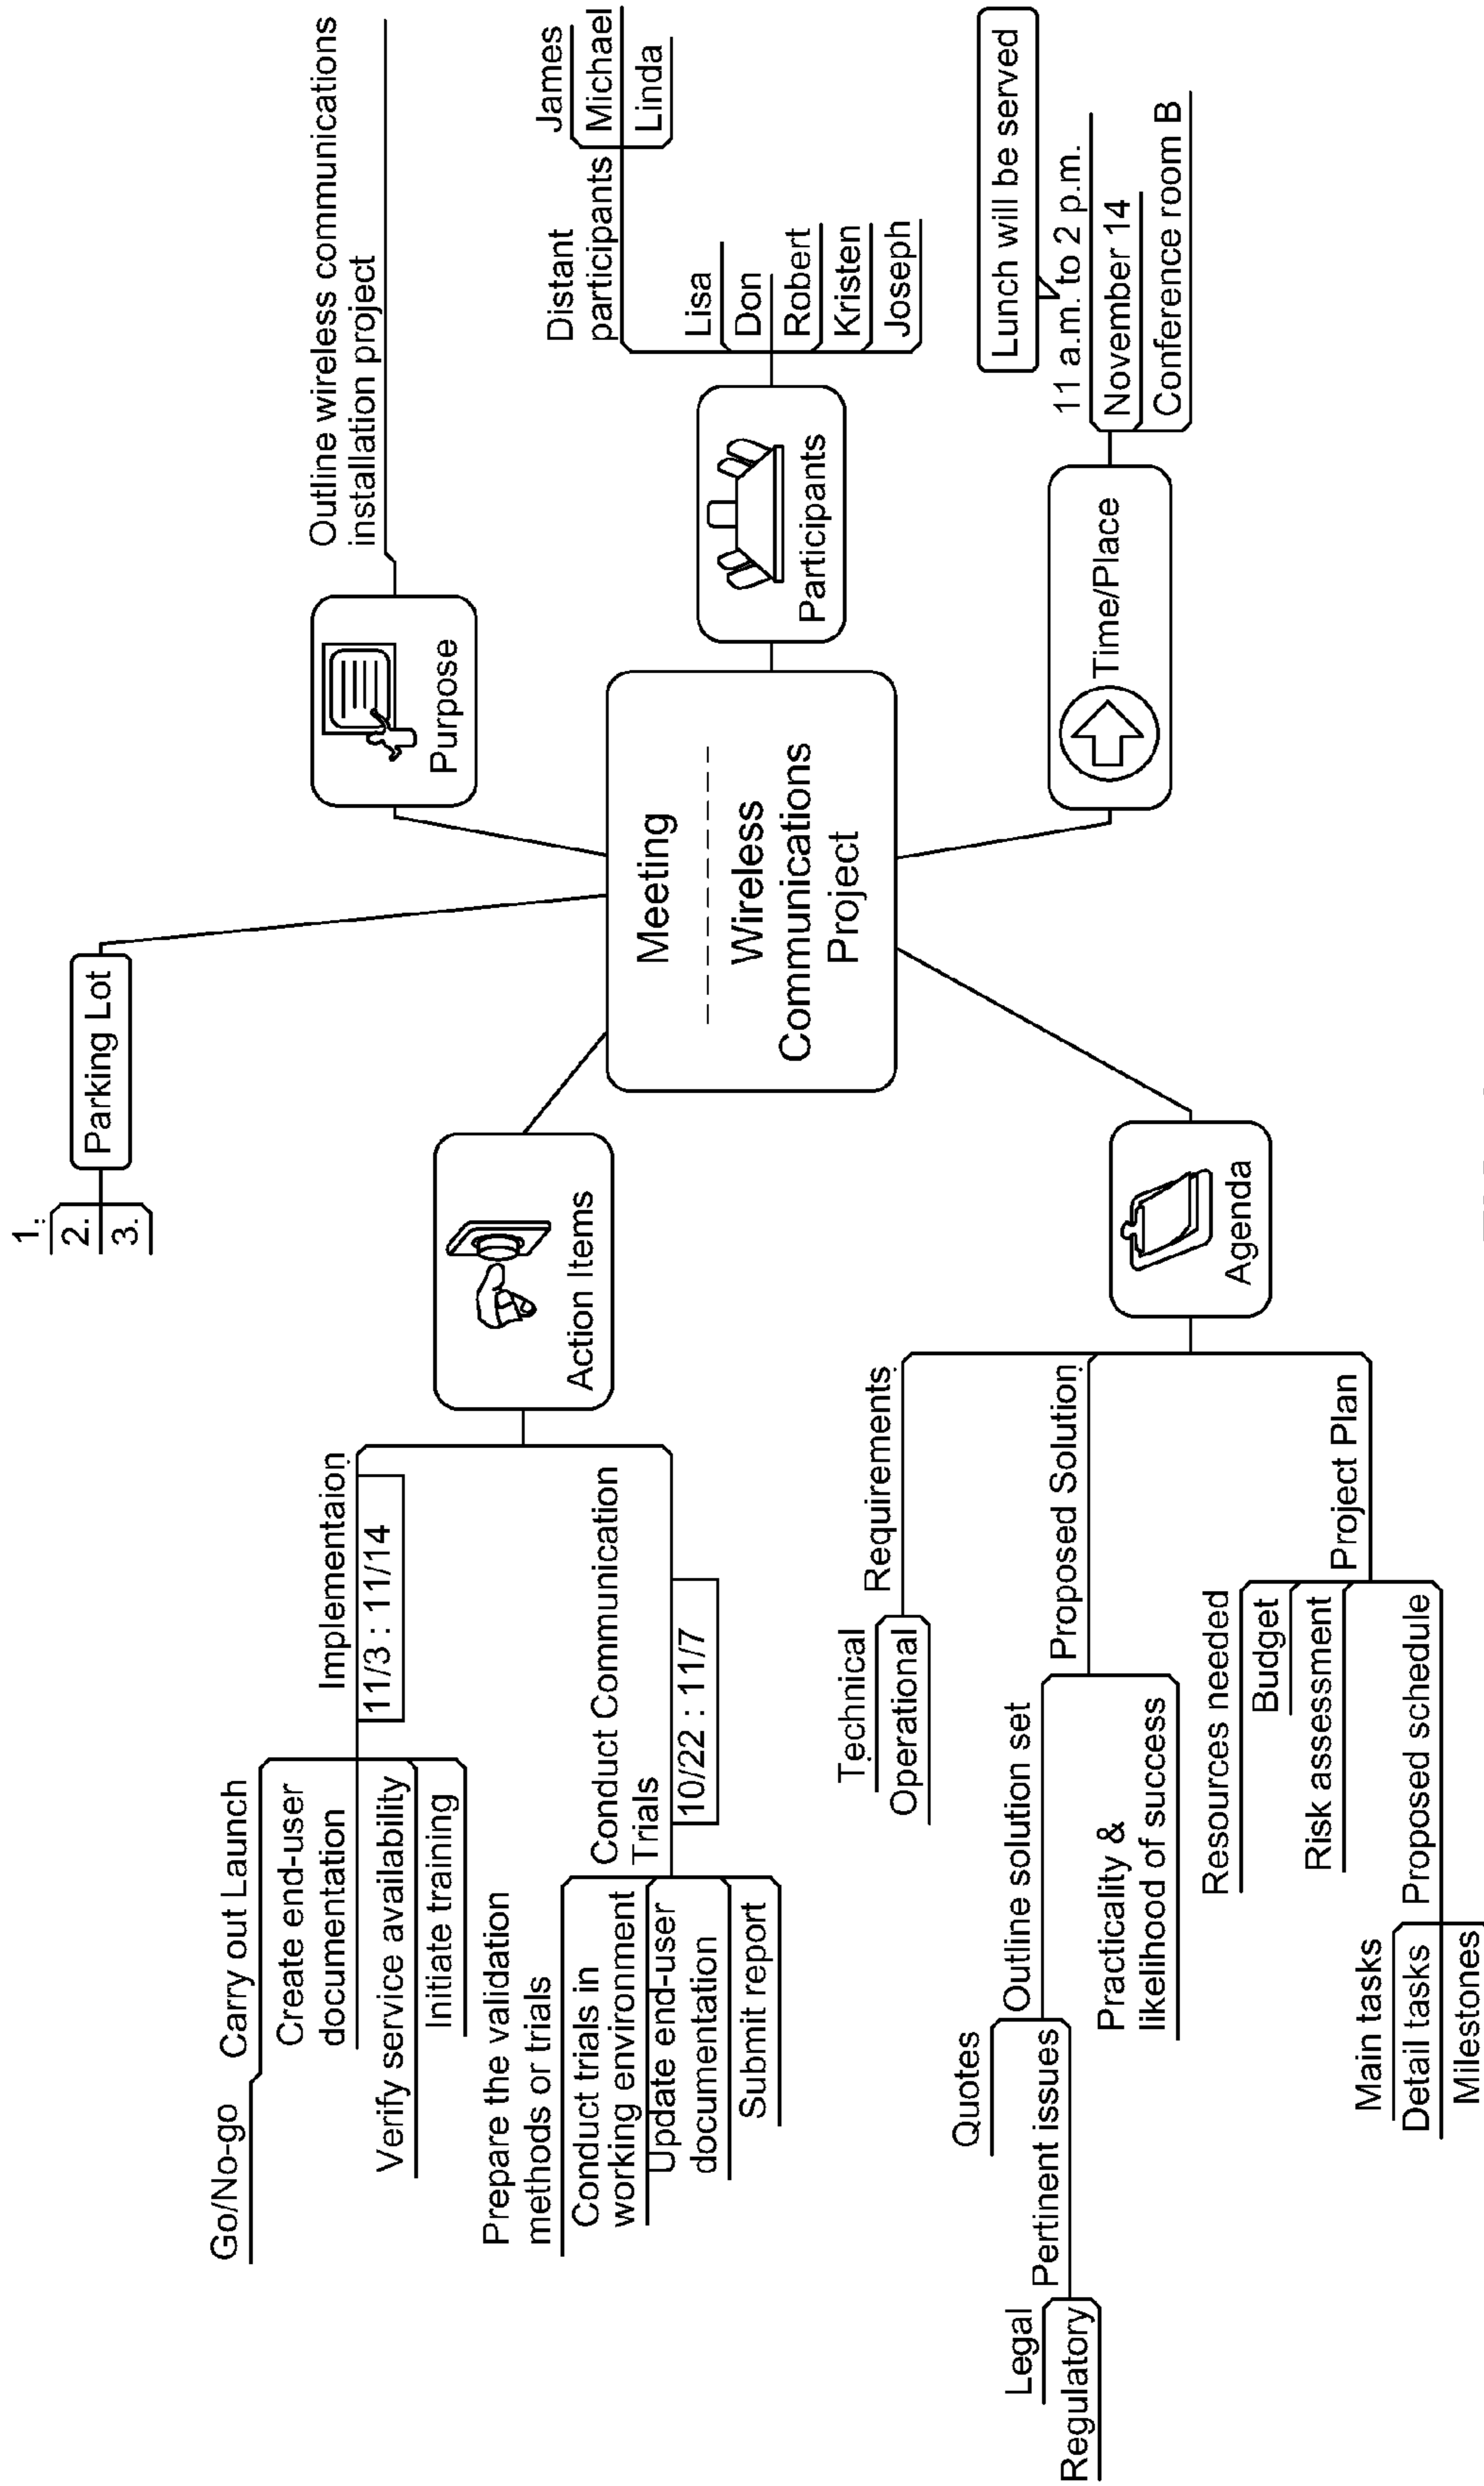 Meeting
Wireless
Communications
Project
Purpose
Outline wireless communications
installation project
Participants
Distant
participants
James
Michael
Linda
Lisa
Don
Robert
Kristen
Joseph
Time/Place
Lunch will be served
11 a.m. to 2 p.m.
November 14
Conference room B
Parking Lot
1.
2.
3.
Action Items
Implementaion
11/3 : 11/14
Carry out Launch
Go/No-go
Create end-user
documentation
Verify service availability
Initiate training
Conduct Communication
Trials
10/22 : 11/7
Prepare the validation
methods or trials
Conduct trials in
working environment
Update end-user
documentation
Submit report
Agenda
Requirements
Technical
Operational
Proposed Solution
Outline solution set
Quotes
Pertinent issues
Legal
Regulatory
Practicality &
likelihood of success
Project Plan
Resources needed
Budget
Risk assessment
Proposed schedule
Main tasks
Detail tasks
Milestones